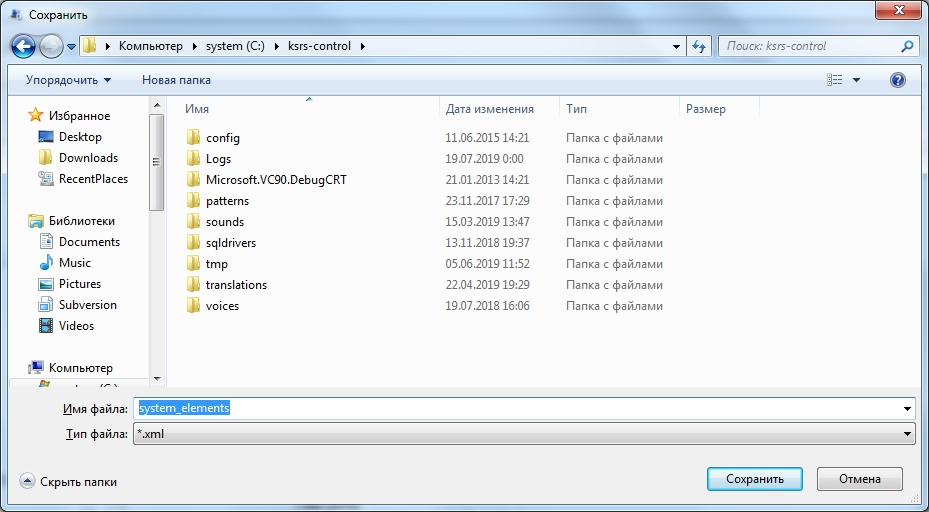 Сохранить
Компьютер system (C:) ksrs-control Поиск: ksrs-control
Упорядочить Новая папка
Избранное
Desktop
Downloads
RecentPlaces
Библиотеки
Documents
Music
Pictures
Subversion
Videos
Компьютер
Имя Дата изменения Тип Размер
config 11.06.2015 14:21 Папка с файлами
Logs 19.07.2019 0:00 Папка с файлами
Microsoft.VC90.DebugCRT 21.01.2013 14:21 Папка с файлами
patterns 23.11.2017 17:29 Папка с файлами
sounds 15.03.2019 13:47 Папка с файлами
sqldrivers 13.11.2018 19:37 Папка с файлами
tmp 05.06.2019 11:52 Папка с файлами
translations 22.04.2019 19:29 Папка с файлами
voices 19.07.2018 16:06 Папка с файлами
Имя файла: system_elements
Тип файла: *.xml
Скрыть папки Сохранить Отмена